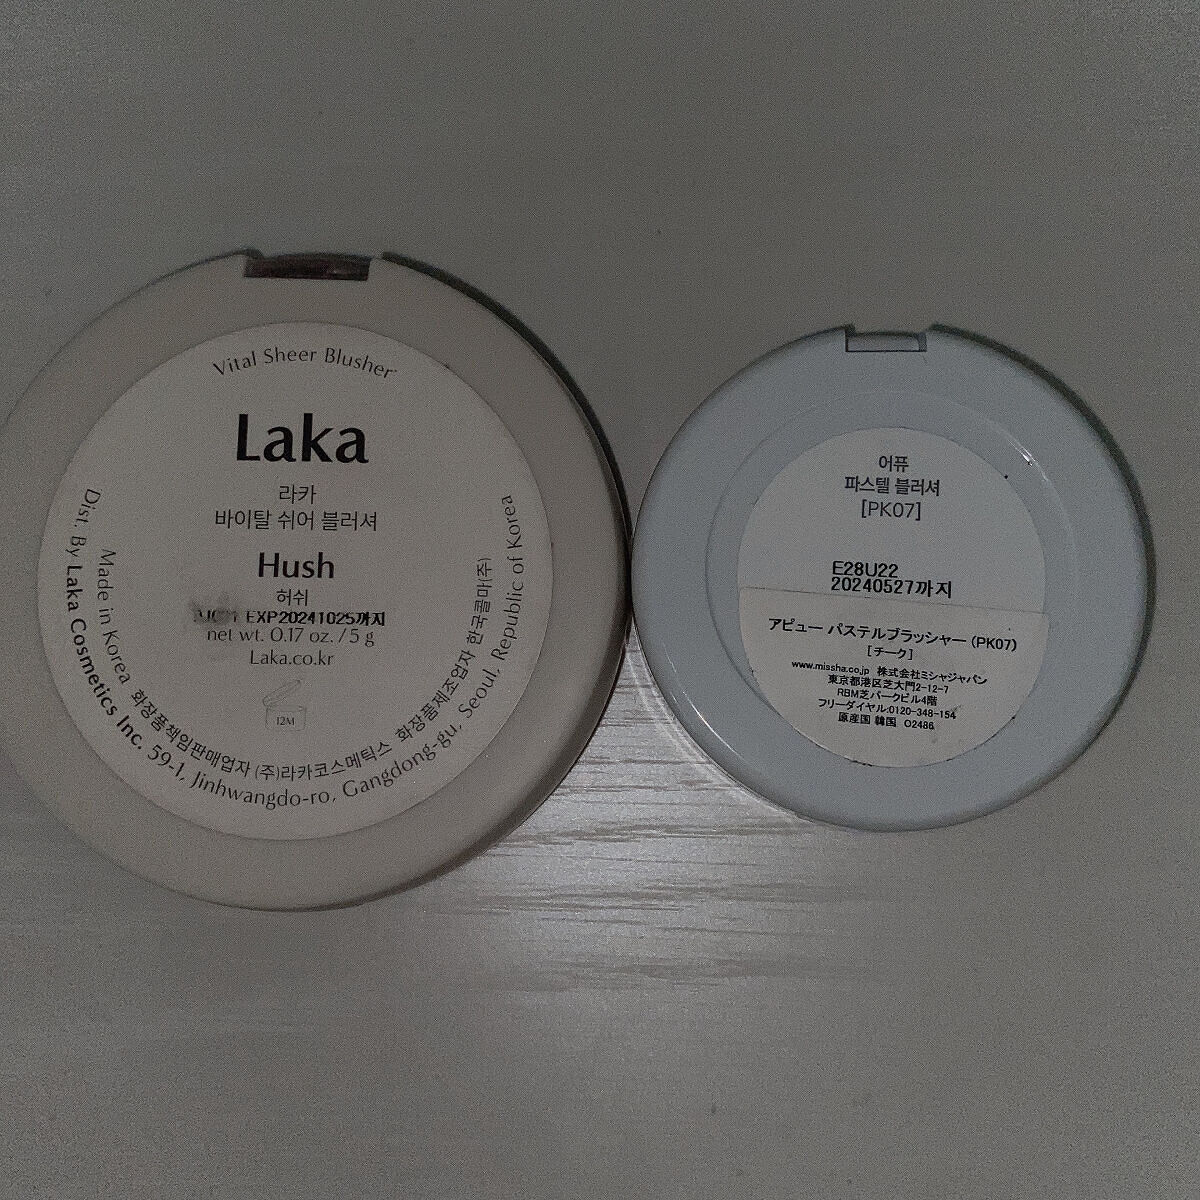 Vital Sheer Blusher
Laka
라카
바이탈 쉬어 블러셔
Hush
허쉬
EXP20241025까지
net wt. 0.17 oz. / 5 g
Laka.co.kr
12M
Made in Korea 화장품책임판매업자 (주)라카코스메틱스 화장품제조업자 한국콜마(주)
Dist. By Laka Cosmetics Inc. 59-1, Jinhwangdo-ro, Gangdong-gu, Seoul, Republic of Korea
어퓨
파스텔 블러셔
[PK07]
E28U22
20240527까지
アピュー パステルブラッシャー (PK07)
[チーク]
www.missha.co.jp 株式会社ミシャジャパン
東京都港区芝大門2-12-7
RBM芝パークビル4階
フリーダイヤル:0120-348-154
原産国 韓国 O2486